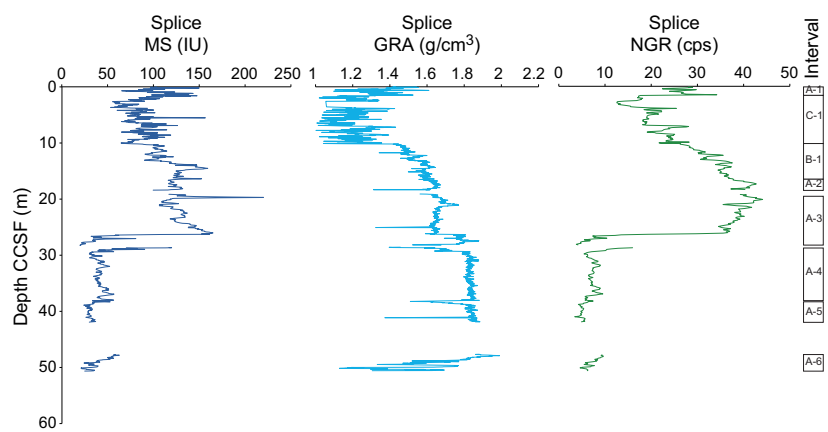 Splice
MS (IU)
Splice
GRA (g/cm³)
Splice
NGR (cps)
Interval
0 50 100 150 200 250
1 1.2 1.4 1.6 1.8 2 2.2
0 10 20 30 40 50
Depth CCSF (m)
0
10
20
30
40
50
60
A-1
C-1
B-1
A-2
A-3
A-4
A-5
A-6